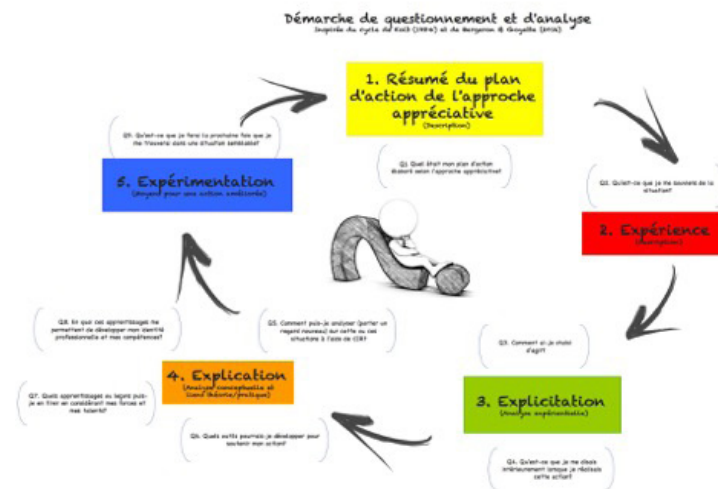 Démarche de questionnement et d'analyse
Inspirée du cycle de Kolb (1984) et de Bergeron & Goyette
1. Résumé du plan
d'action de l'approche
appréciative
(Description)
Q1. Quel était mon plan d'action
élaboré selon l'approche appréciative?
Q2. Qu'est-ce que je me souviens de la
situation?
2. Expérience
(Description)
Q3. Comment ai-je choisi
d'agir?
3. Explicitation
(Analyse expérientielle)
Q4. Qu'est-ce que je me disais
intérieurement lorsque je réalisais
cette action?
Q5. Comment puis-je analyser (porter un
regard nouveau) sur cette ou ces
situations à l'aide de
4. Explication
(Analyse conceptuelle et
liens théorie/pratique)
Q6. Quels outils pourrais-je développer pour
soutenir mon action?
Q7. Quels apprentissages ou leçons puis-
je en tirer en considérant mes forces et
mes talents?
Q8. En quoi ces apprentissages me
permettent de développer mon identité
professionnelle et mes compétences?
5. Expérimentation
(Moyens pour une action améliorée)
Q9. Qu'est-ce que je ferai la prochaine fois que je
me trouverai dans une situation semblable?